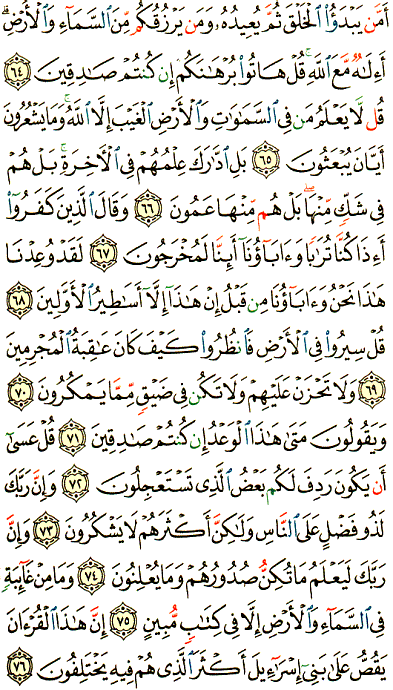 أَمَّن يَبْدَؤُا۟ ٱلْخَلْقَ ثُمَّ يُعِيدُهُۥ وَمَن يَرْزُقُكُم مِّنَ ٱلسَّمَآءِ وَٱلْأَرْضِ ۗ
أَءِلَٰهٌ مَّعَ ٱللَّهِ ۚ قُلْ هَاتُوا۟ بُرْهَٰنَكُمْ إِن كُنتُمْ صَٰدِقِينَ ٦٤
قُل لَّا يَعْلَمُ مَن فِى ٱلسَّمَٰوَٰتِ وَٱلْأَرْضِ ٱلْغَيْبَ إِلَّا ٱللَّهُ ۚ وَمَا يَشْعُرُونَ
أَيَّانَ يُبْعَثُونَ ٦٥ بَلِ ٱدَّٰرَكَ عِلْمُهُمْ فِى ٱلْءَاخِرَةِ ۚ بَلْ هُمْ
فِى شَكٍّ مِّنْهَا ۖ بَلْ هُم مِّنْهَا عَمُونَ ٦٦ وَقَالَ ٱلَّذِينَ كَفَرُوٓا۟
أَءِذَا كُنَّا تُرَٰبًا وَءَابَآؤُنَآ أَئِنَّا لَمُخْرَجُونَ ٦٧ لَقَدْ وُعِدْنَا
هَٰذَا نَحْنُ وَءَابَآؤُنَا مِن قَبْلُ إِنْ هَٰذَآ إِلَّآ أَسَٰطِيرُ ٱلْأَوَّلِينَ ٦٨
قُلْ سِيرُوا۟ فِى ٱلْأَرْضِ فَٱنظُرُوا۟ كَيْفَ كَانَ عَٰقِبَةُ ٱلْمُجْرِمِينَ
٦٩ وَلَا تَحْزَنْ عَلَيْهِمْ وَلَا تَكُن فِى ضَيْقٍ مِّمَّا يَمْكُرُونَ ٧٠
وَيَقُولُونَ مَتَىٰ هَٰذَا ٱلْوَعْدُ إِن كُنتُمْ صَٰدِقِينَ ٧١ قُلْ عَسَىٰٓ
أَن يَكُونَ رَدِفَ لَكُم بَعْضُ ٱلَّذِى تَسْتَعْجِلُونَ ٧٢ وَإِنَّ رَبَّكَ
لَذُو فَضْلٍ عَلَى ٱلنَّاسِ وَلَٰكِنَّ أَكْثَرَهُمْ لَا يَشْكُرُونَ ٧٣ وَإِنَّ
رَبَّكَ لَيَعْلَمُ مَا تُكِنُّ صُدُورُهُمْ وَمَا يُعْلِنُونَ ٧٤ وَمَا مِنْ غَآئِبَةٍ
فِى ٱلسَّمَآءِ وَٱلْأَرْضِ إِلَّا فِى كِتَٰبٍ مُّبِينٍ ٧٥ إِنَّ هَٰذَا ٱلْقُرْءَانَ
يَقُصُّ عَلَىٰ بَنِىٓ إِسْرَٰٓءِيلَ أَكْثَرَ ٱلَّذِى هُمْ فِيهِ يَخْتَلِفُونَ ٧٦